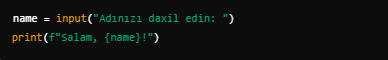 name = input("Adınızı daxil edin: ")
print(f"Salam, {name}!")